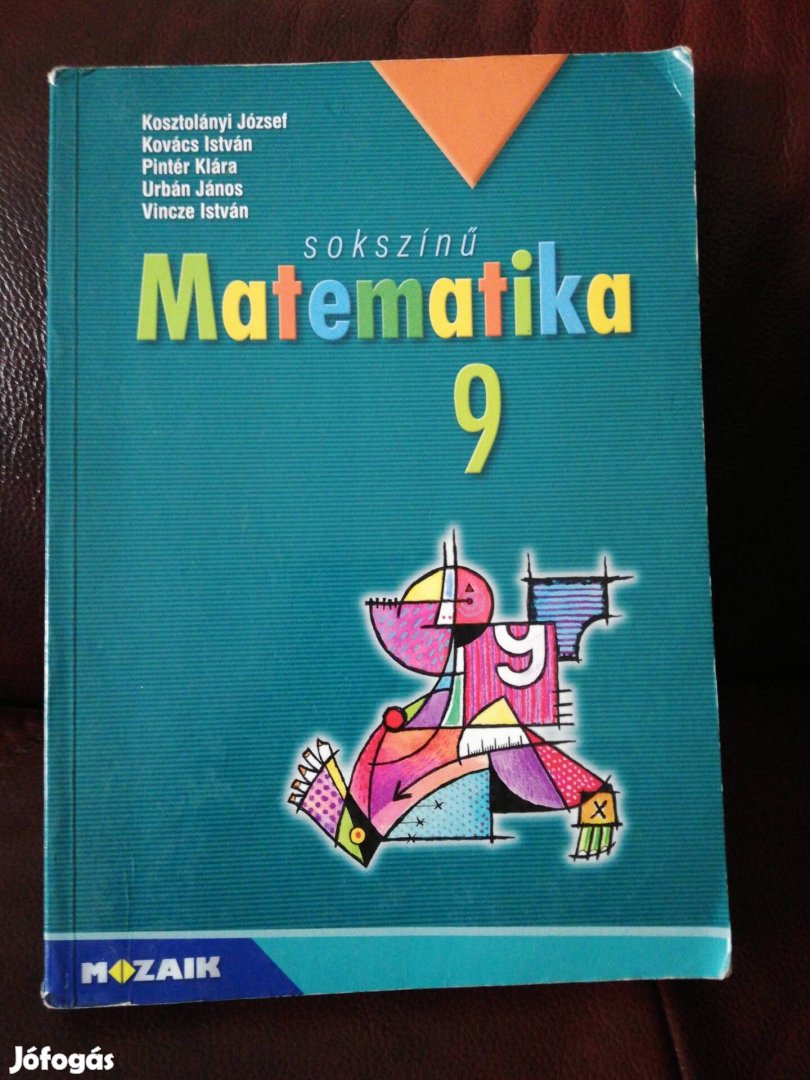 Kosztolányi József
Kovács István
Pintér Klára
Urbán János
Vincze István
sokszínű
Matematika
9
9
x
MOZAIK
Jófogás